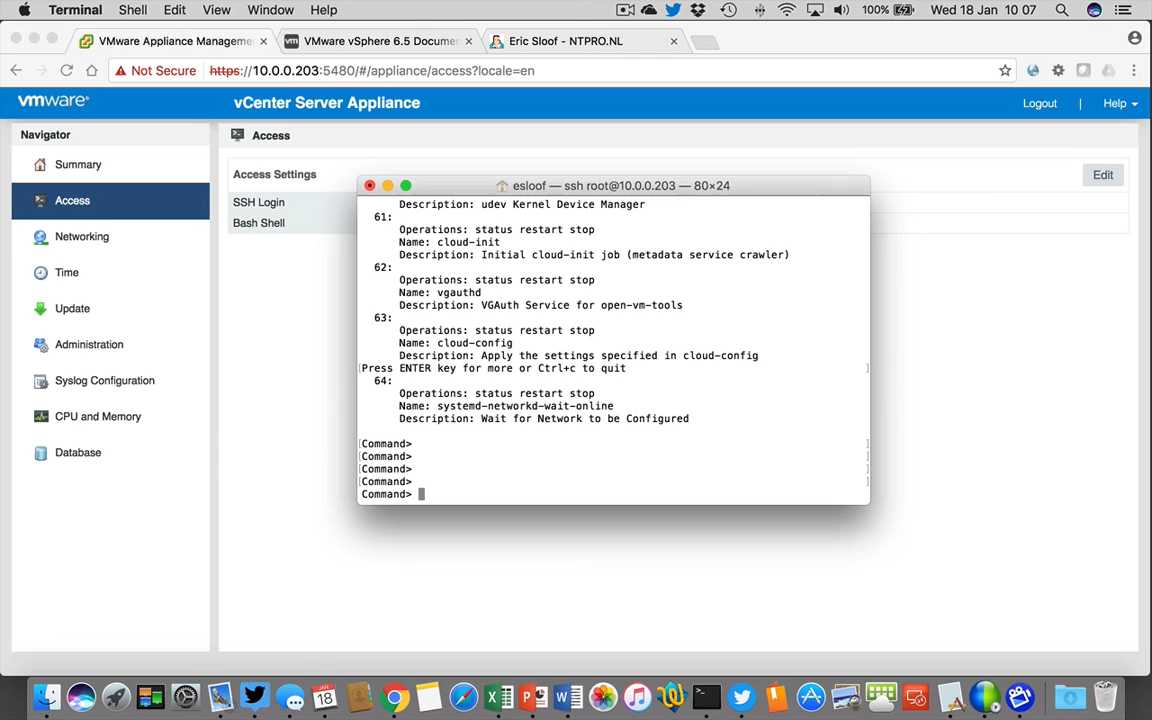 Terminal Shell Edit View Window Help 100% Wed 18 Jan 10 07
VMware Appliance Manageme × VMware vSphere 6.5 Documen × Eric Sloof - NTPRO.NL ×
Not Secure https://10.0.0.203:5480/#/appliance/access?locale=en
vmware vCenter Server Appliance Logout | Help
Navigator
Access
Summary
Access Settings
Edit
Access
SSH Login
Bash Shell
Networking
Time
Update
Administration
Syslog Configuration
CPU and Memory
Database
esloof — ssh root@10.0.0.203 — 80×24
Description: udev Kernel Device Manager
61:
Operations: status restart stop
Name: cloud-init
Description: Initial cloud-init job (metadata service crawler)
62:
Operations: status restart stop
Name: vgauthd
Description: VGAuth Service for open-vm-tools
63:
Operations: status restart stop
Name: cloud-config
Description: Apply the settings specified in cloud-config
[Press ENTER key for more or Ctrl+c to quit ]
64:
Operations: status restart stop
Name: systemd-networkd-wait-online
Description: Wait for Network to be Configured
[Command> ]
[Command> ]
[Command> ]
[Command> ]
Command>
18